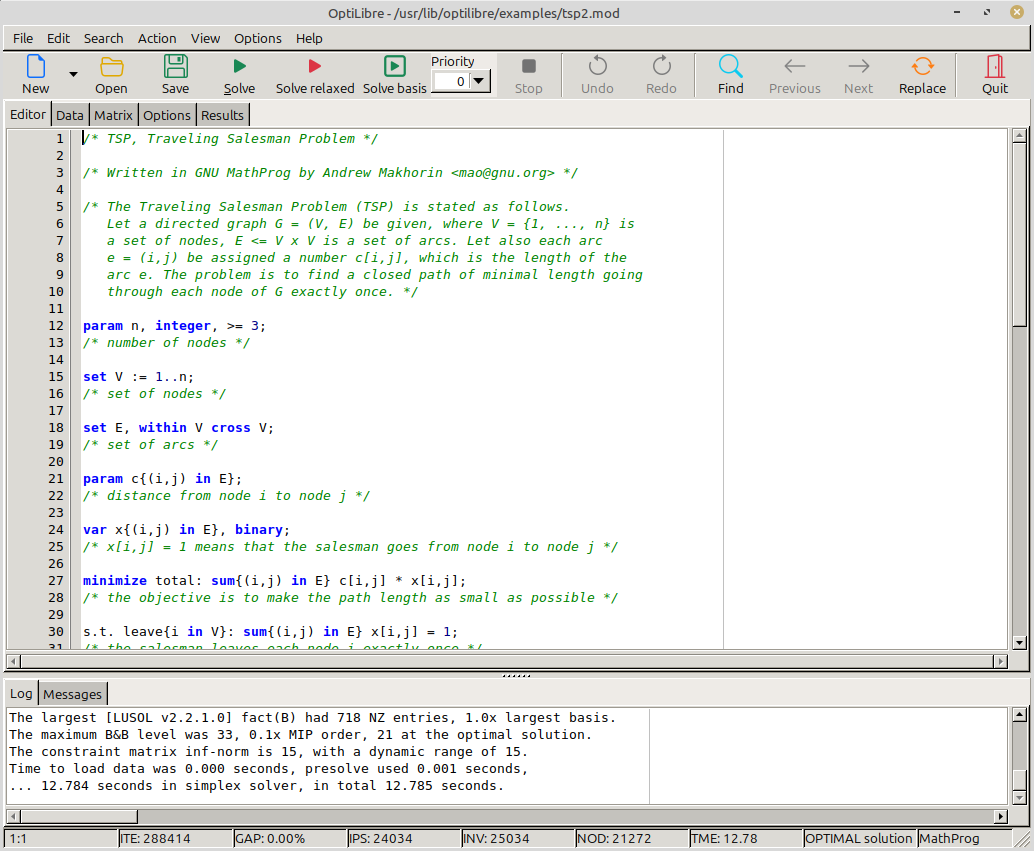 OptiLibre - /usr/lib/optilibre/examples/tsp2.mod
File Edit Search Action View Options Help
New Open Save Solve Solve relaxed Solve basis Priority 0 Stop Undo Redo Find Previous Next Replace Quit
Editor Data Matrix Options Results
1 /* TSP, Traveling Salesman Problem */
2
3 /* Written in GNU MathProg by Andrew Makhorin <mao@gnu.org> */
4
5 /* The Traveling Salesman Problem (TSP) is stated as follows.
6 Let a directed graph G = (V, E) be given, where V = {1, ..., n} is
7 a set of nodes, E <= V x V is a set of arcs. Let also each arc
8 e = (i,j) be assigned a number c[i,j], which is the length of the
9 arc e. The problem is to find a closed path of minimal length going
10 through each node of G exactly once. */
11
12 param n, integer, >= 3;
13 /* number of nodes */
14
15 set V := 1..n;
16 /* set of nodes */
17
18 set E, within V cross V;
19 /* set of arcs */
20
21 param c{(i,j) in E};
22 /* distance from node i to node j */
23
24 var x{(i,j) in E}, binary;
25 /* x[i,j] = 1 means that the salesman goes from node i to node j */
26
27 minimize total: sum{(i,j) in E} c[i,j] * x[i,j];
28 /* the objective is to make the path length as small as possible */
29
30 s.t. leave{i in V}: sum{(i,j) in E} x[i,j] = 1;
31 /* the salesman leaves each node i exactly once */
Log Messages
The largest [LUSOL v2.2.1.0] fact(B) had 718 NZ entries, 1.0x largest basis.
The maximum B&B level was 33, 0.1x MIP order, 21 at the optimal solution.
The constraint matrix inf-norm is 15, with a dynamic range of 15.
Time to load data was 0.000 seconds, presolve used 0.001 seconds,
... 12.784 seconds in simplex solver, in total 12.785 seconds.
1:1 ITE: 288414 GAP: 0.00% IPS: 24034 INV: 25034 NOD: 21272 TME: 12.78 OPTIMAL solution MathProg